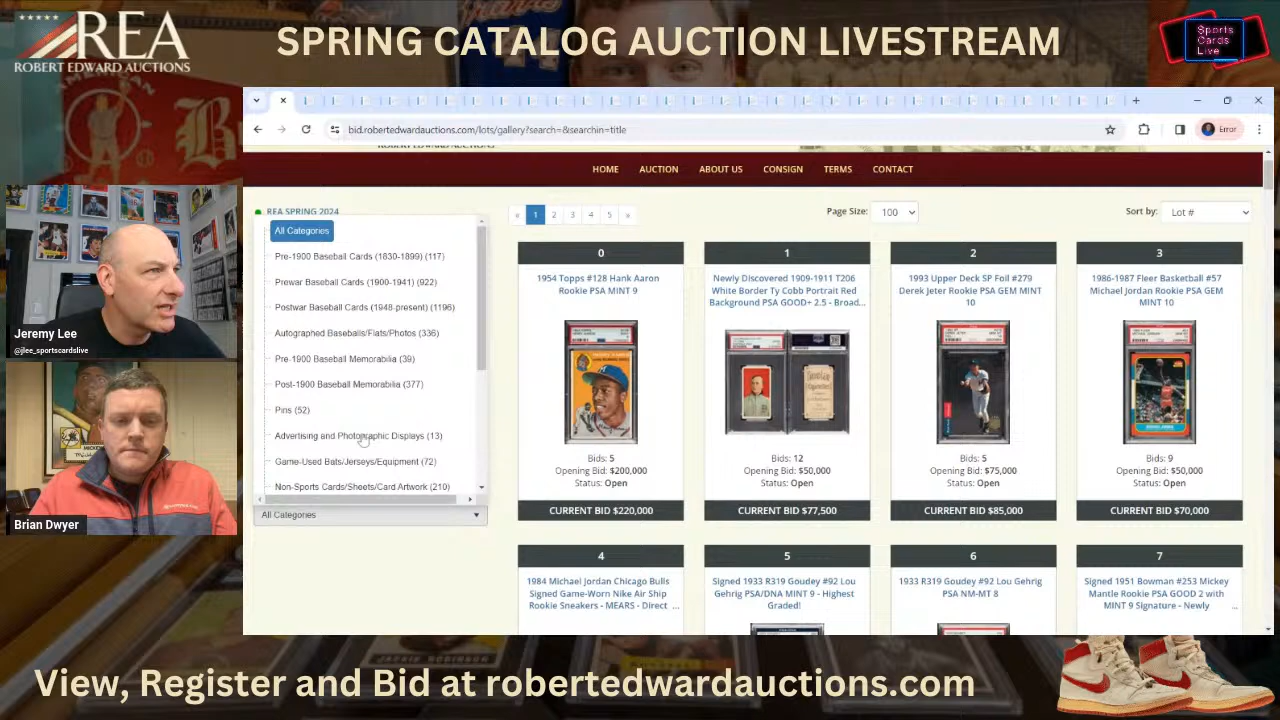 ★★★★★
REA
ROBERT EDWARD AUCTIONS
SPRING CATALOG AUCTION LIVESTREAM
Sports
Cards
Live
bid.robertedwardauctions.com/lots/gallery?search=&searchin=title
Error
HOME AUCTION ABOUT US CONSIGN TERMS CONTACT
REA SPRING 2024
All Categories
Pre-1900 Baseball Cards (1830-1899) (117)
Prewar Baseball Cards (1900-1941) (922)
Postwar Baseball Cards (1948-present) (1196)
Autographed Baseballs/Flats/Photos (336)
Pre-1900 Baseball Memorabilia (39)
Post-1900 Baseball Memorabilia (377)
Pins (52)
Advertising and Photographic Displays (13)
Game-Used Bats/Jerseys/Equipment (72)
Non-Sports Cards/Sheets/Card Artwork (210)
All Categories
« 1 2 3 4 5 »
Page Size: 100
Sort by: Lot #
0
1954 Topps #128 Hank Aaron
Rookie PSA MINT 9
Bids: 5
Opening Bid: $200,000
Status: Open
CURRENT BID $220,000
1
Newly Discovered 1909-1911 T206
White Border Ty Cobb Portrait Red
Background PSA GOOD+ 2.5 - Broad...
Bids: 12
Opening Bid: $50,000
Status: Open
CURRENT BID $77,500
2
1993 Upper Deck SP Foil #279
Derek Jeter Rookie PSA GEM MINT
10
Bids: 5
Opening Bid: $75,000
Status: Open
CURRENT BID $85,000
3
1986-1987 Fleer Basketball #57
Michael Jordan Rookie PSA GEM
MINT 10
Bids: 9
Opening Bid: $50,000
Status: Open
CURRENT BID $70,000
4
1984 Michael Jordan Chicago Bulls
Signed Game-Worn Nike Air Ship
Rookie Sneakers - MEARS - Direct ...
5
Signed 1933 R319 Goudey #92 Lou
Gehrig PSA/DNA MINT 9 - Highest
Graded!
6
1933 R319 Goudey #92 Lou Gehrig
PSA NM-MT 8
7
Signed 1951 Bowman #253 Mickey
Mantle Rookie PSA GOOD 2 with
MINT 9 Signature - Newly ...
Jeremy Lee
@jlee_sportscardslive
Brian Dwyer
JACKIE ROBINSON
View, Register and Bid at robertedwardauctions.com